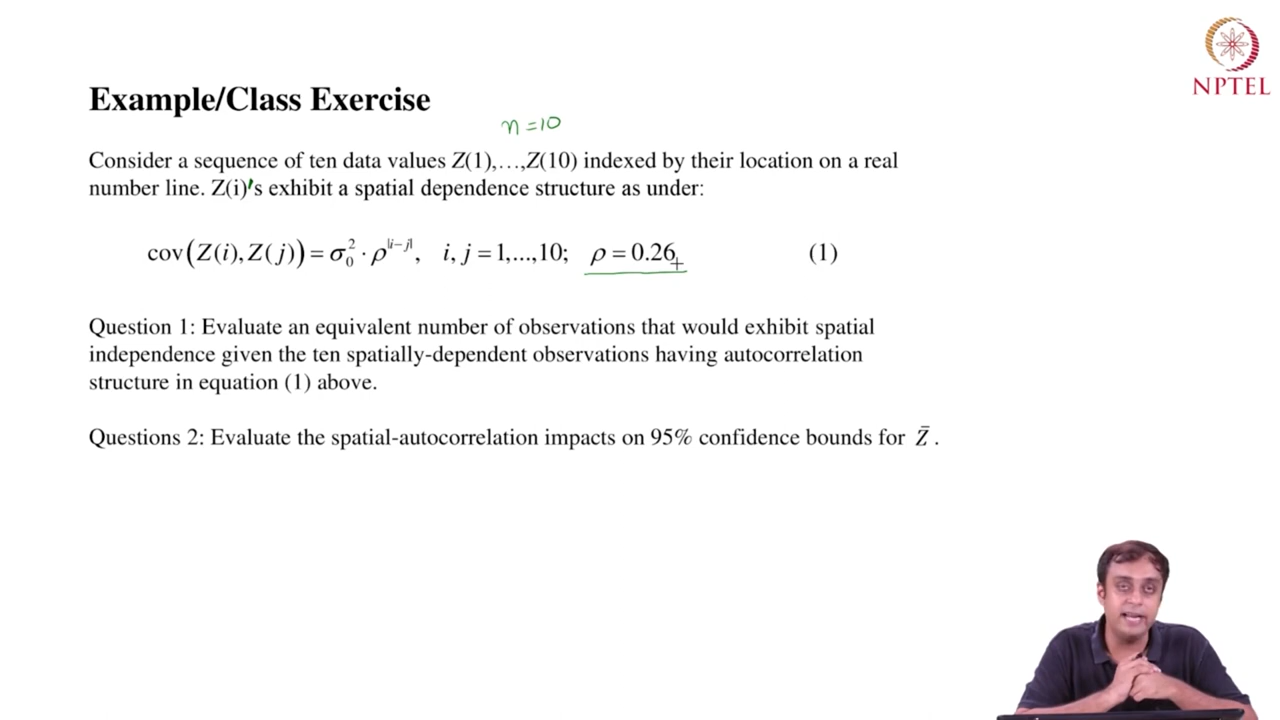 NPTEL
Example/Class Exercise
n=10
Consider a sequence of ten data values Z(1),…,Z(10) indexed by their location on a real
number line. Z(i)'s exhibit a spatial dependence structure as under:
cov(Z(i), Z(j)) = σ₀² · ρ^|i−j|, i, j = 1,...,10; ρ = 0.26 (1)
Question 1: Evaluate an equivalent number of observations that would exhibit spatial
independence given the ten spatially-dependent observations having autocorrelation
structure in equation (1) above.
Questions 2: Evaluate the spatial-autocorrelation impacts on 95% confidence bounds for Z̄ .